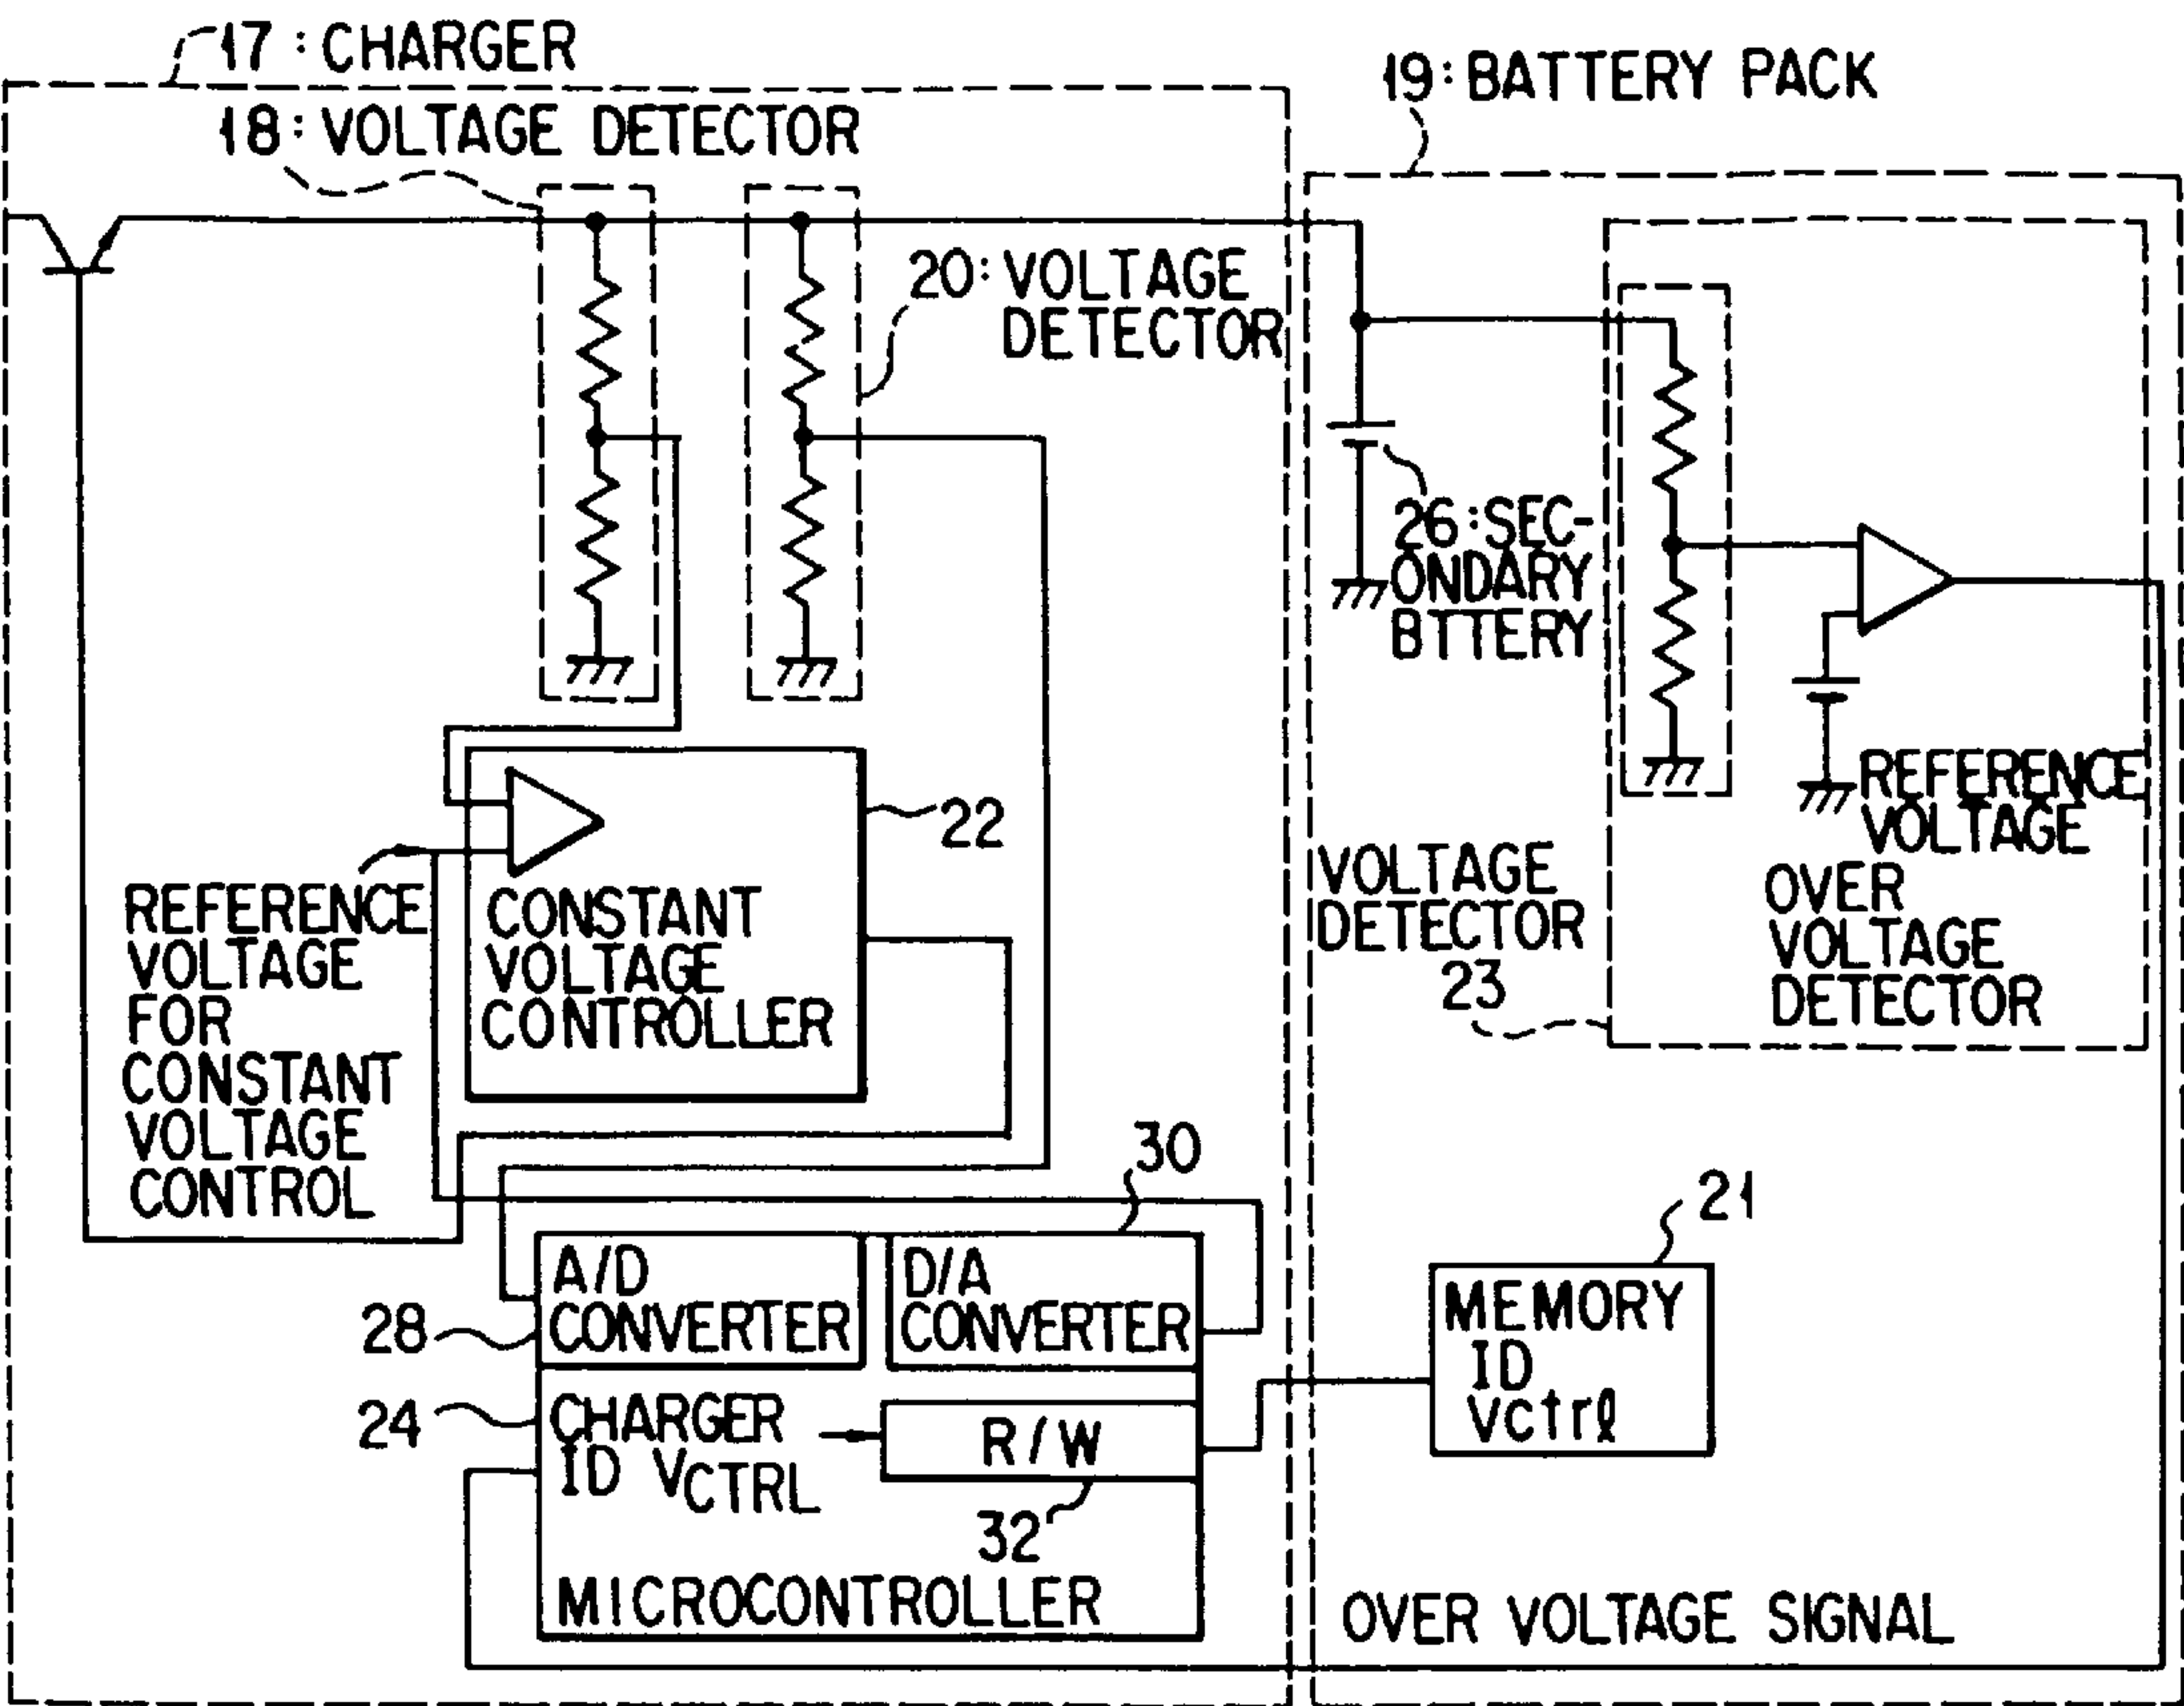 17: CHARGER
18: VOLTAGE DETECTOR
19: BATTERY PACK
20: VOLTAGE
DETECTOR
26: SEC-
ONDARY
BTTERY
REFERENCE
VOLTAGE
OVER
VOLTAGE
DETECTOR
VOLTAGE
DETECTOR
23
22
CONSTANT
VOLTAGE
CONTROLLER
REFERENCE
VOLTAGE
FOR
CONSTANT
VOLTAGE
CONTROL
30
A/D
CONVERTER
D/A
CONVERTER
28
24
CHARGER
ID VCTRL
R/W
32
MICROCONTROLLER
21
MEMORY
ID
Vctrl
OVER VOLTAGE SIGNAL